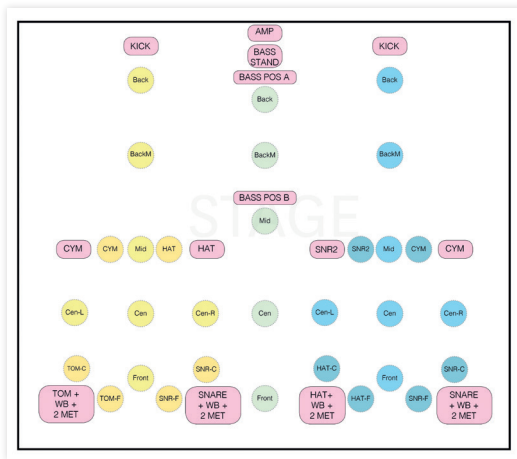 AMP
KICK
KICK
BASS
STAND
BASS POS A
Back
Back
Back
BackM
BackM
BackM
BASS POS B
STAGE
Mid
CYM
CYM
Mid
HAT
HAT
SNR2
SNR2
Mid
CYM
CYM
Cen-L
Cen
Cen-R
Cen
Cen-L
Cen
Cen-R
TOM-C
Front
SNR-C
HAT-C
Front
SNR-C
TOM +
WB +
2 MET
TOM-F
SNR-F
SNARE
+ WB +
2 MET
Front
HAT+
WB +
2 MET
HAT-F
SNR-F
SNARE
+ WB +
2 MET